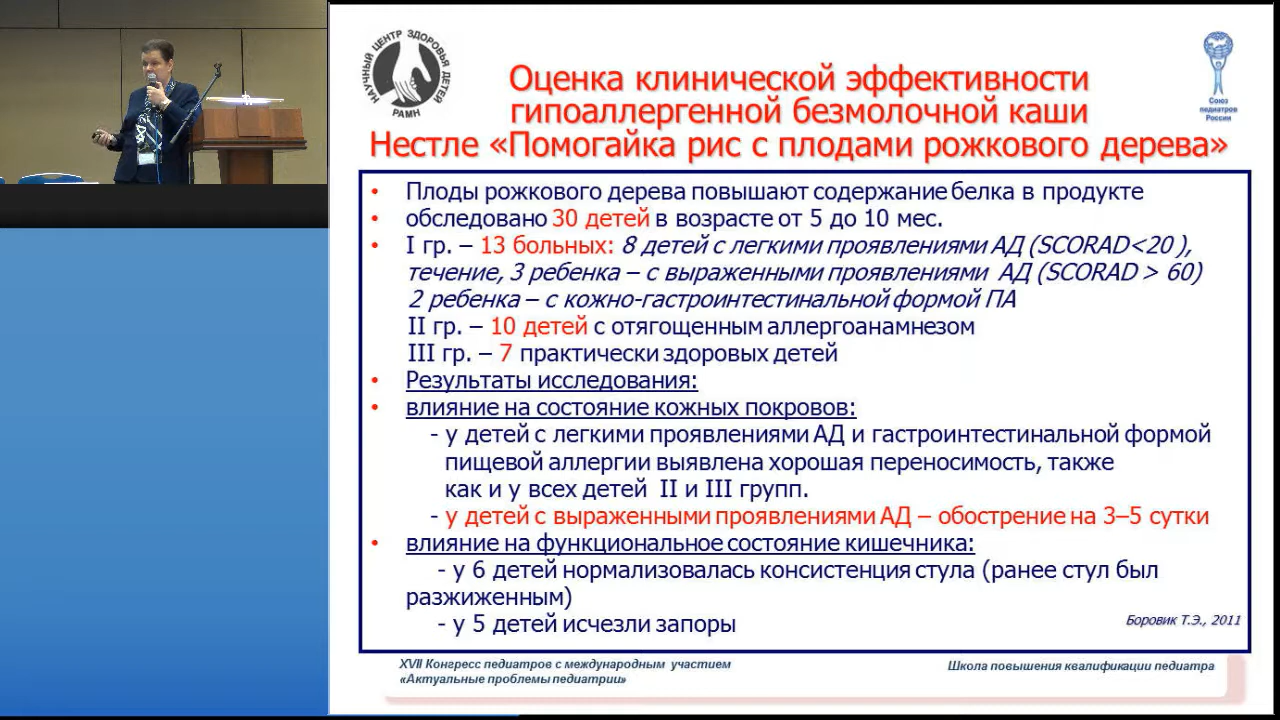 НАУЧНЫЙ ЦЕНТР ЗДОРОВЬЯ ДЕТЕЙ
РАМН
Союз
педиатров
России
Оценка клинической эффективности
гипоаллергенной безмолочной каши
Нестле «Помогайка рис с плодами рожкового дерева»
• Плоды рожкового дерева повышают содержание белка в продукте
• обследовано 30 детей в возрасте от 5 до 10 мес.
• I гр. – 13 больных: 8 детей с легкими проявлениями АД (SCORAD<20 ),
течение, 3 ребенка – с выраженными проявлениями АД (SCORAD > 60)
2 ребенка – с кожно-гастроинтестинальной формой ПА
II гр. – 10 детей с отягощенным аллергоанамнезом
III гр. – 7 практически здоровых детей
• Результаты исследования:
• влияние на состояние кожных покровов:
- у детей с легкими проявлениями АД и гастроинтестинальной формой
пищевой аллергии выявлена хорошая переносимость, также
как и у всех детей II и III групп.
- у детей с выраженными проявлениями АД – обострение на 3–5 сутки
• влияние на функциональное состояние кишечника:
- у 6 детей нормализовалась консистенция стула (ранее стул был
разжиженным)
- у 5 детей исчезли запоры
Боровик Т.Э., 2011
XVII Конгресс педиатров с международным участием
«Актуальные проблемы педиатрии»
Школа повышения квалификации педиатра